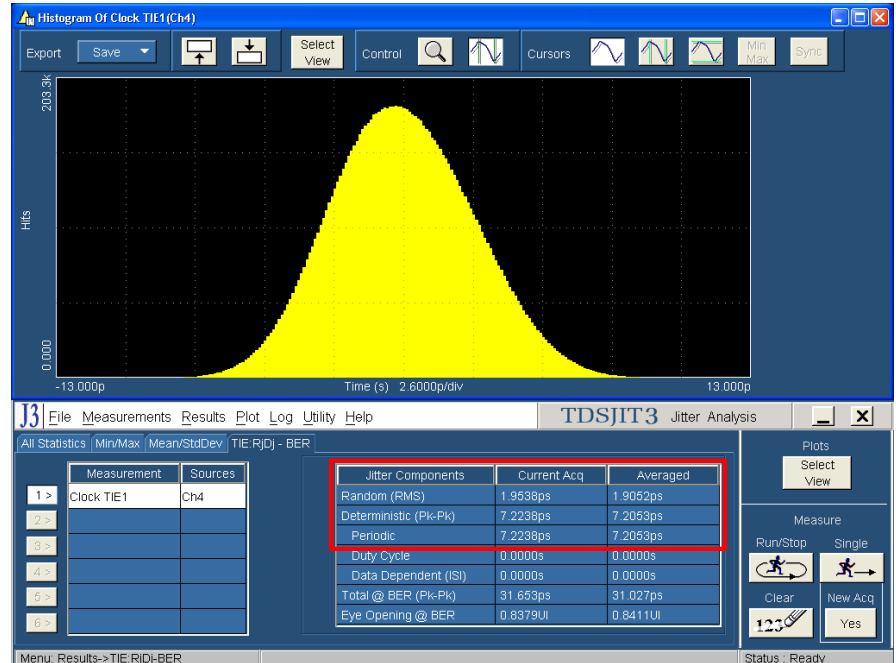 Histogram Of Clock TIE1(Ch4)
Export Save Select View Control Cursors Min Max Sync
203.3k
Hits
0.000
-13.000p Time (s) 2.6000p/div 13.000p
J3 File Measurements Results Plot Log Utility Help TDSJIT3 Jitter Analysis
All Statistics Min/Max Mean/StdDev TIE:RjDj - BER
Measurement Sources
1 > Clock TIE1 Ch4
2 >
3 >
4 >
5 >
6 >
Jitter Components Current Acq Averaged
Random (RMS) 1.9538ps 1.9052ps
Deterministic (Pk-Pk) 7.2238ps 7.2053ps
Periodic 7.2238ps 7.2053ps
Duty Cycle 0.0000s 0.0000s
Data Dependent (ISI) 0.0000s 0.0000s
Total @ BER (Pk-Pk) 31.653ps 31.027ps
Eye Opening @ BER 0.8379UI 0.8411UI
Plots
Select View
Measure
Run/Stop Single
Clear New Acq
123 Yes
Menu: Results->TIE:RjDj-BER Status : Ready